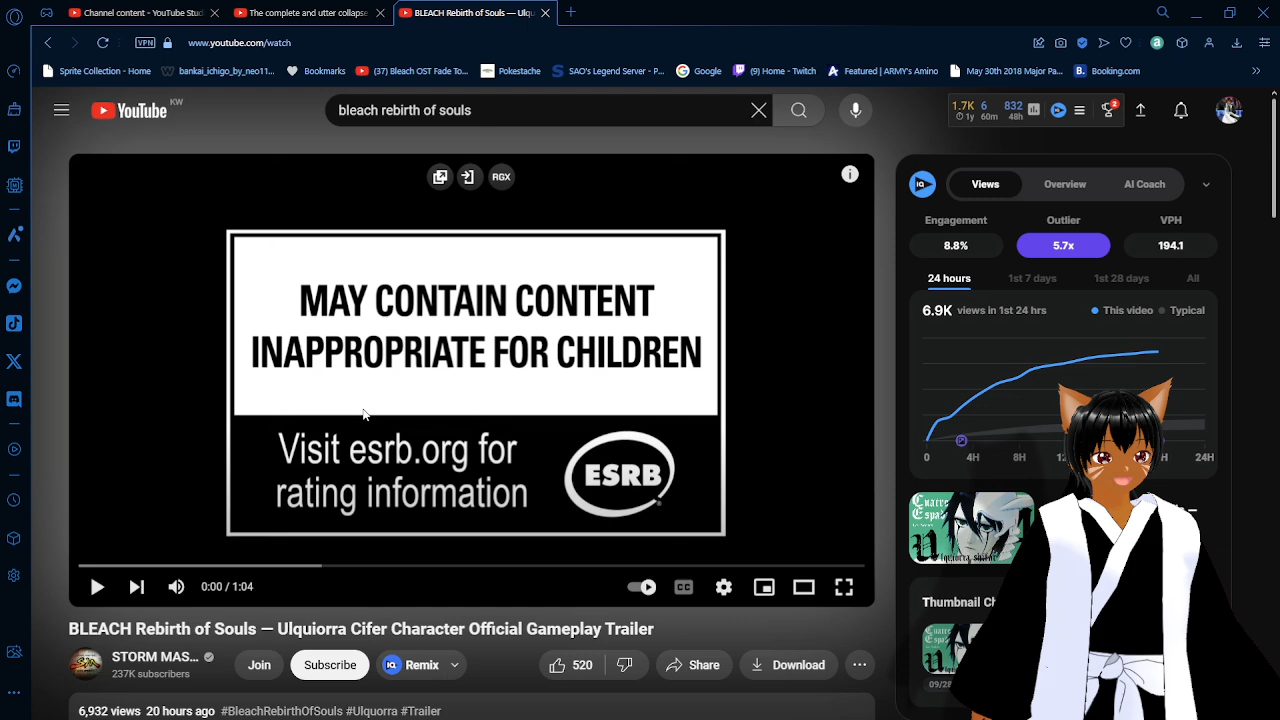 Channel content - YouTube Stud
The complete and utter collapse
BLEACH Rebirth of Souls — Ulqu
VPN
www.youtube.com/watch
Sprite Collection - Home
bankai_ichigo_by_neo11...
Bookmarks
(37) Bleach OST Fade To...
Pokestache
SAO's Legend Server - P...
Google
(9) Home - Twitch
Featured | ARMY's Amino
May 30th 2018 Major Pa...
Booking.com
YouTube KW
bleach rebirth of souls
1.7K 6 832
1y 60m 48h
2
RGX
MAY CONTAIN CONTENT
INAPPROPRIATE FOR CHILDREN
Visit esrb.org for
rating information
ESRB
0:00 / 1:04
CC
BLEACH Rebirth of Souls — Ulquiorra Cifer Character Official Gameplay Trailer
STORM MAS...
237K subscribers
Join
Subscribe
IQ Remix
520
Share
Download
6,932 views 20 hours ago #BleachRebirthOfSouls #Ulquorra #Trailer
IQ
Views
Overview
AI Coach
Engagement
Outlier
VPH
8.8%
5.7x
194.1
24 hours
1st 7 days
1st 28 days
All
6.9K views in 1st 24 hrs
This video
Typical
0
4H
8H
24H
Thumbnail Ch